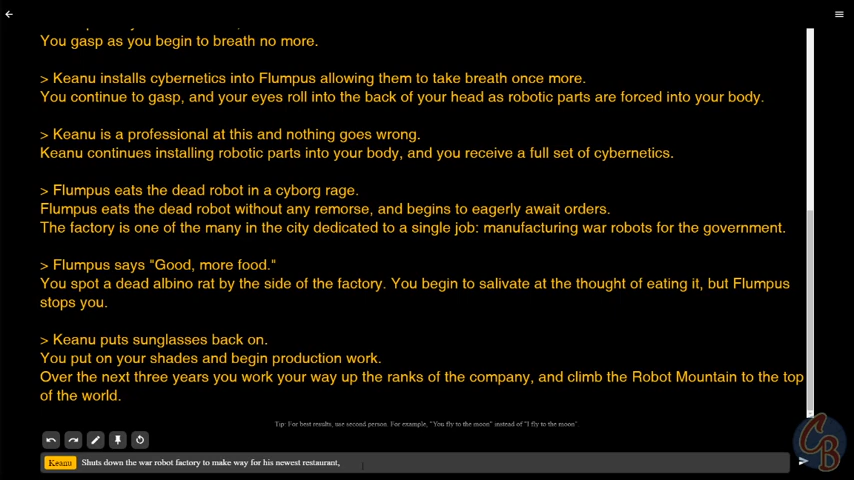 You gasp as you begin to breath no more.
> Keanu installs cybernetics into Flumpus allowing them to take breath once more.
You continue to gasp, and your eyes roll into the back of your head as robotic parts are forced into your body.
> Keanu is a professional at this and nothing goes wrong.
Keanu continues installing robotic parts into your body, and you receive a full set of cybernetics.
> Flumpus eats the dead robot in a cyborg rage.
Flumpus eats the dead robot without any remorse, and begins to eagerly await orders.
The factory is one of the many in the city dedicated to a single job: manufacturing war robots for the government.
> Flumpus says "Good, more food."
You spot a dead albino rat by the side of the factory. You begin to salivate at the thought of eating it, but Flumpus
stops you.
> Keanu puts sunglasses back on.
You put on your shades and begin production work.
Over the next three years you work your way up the ranks of the company, and climb the Robot Mountain to the top
of the world.
Tip: For best results, use second person. For example, "You fly to the moon" instead of "I fly to the moon".
Keanu Shuts down the war robot factory to make way for his newest restaurant,
CB